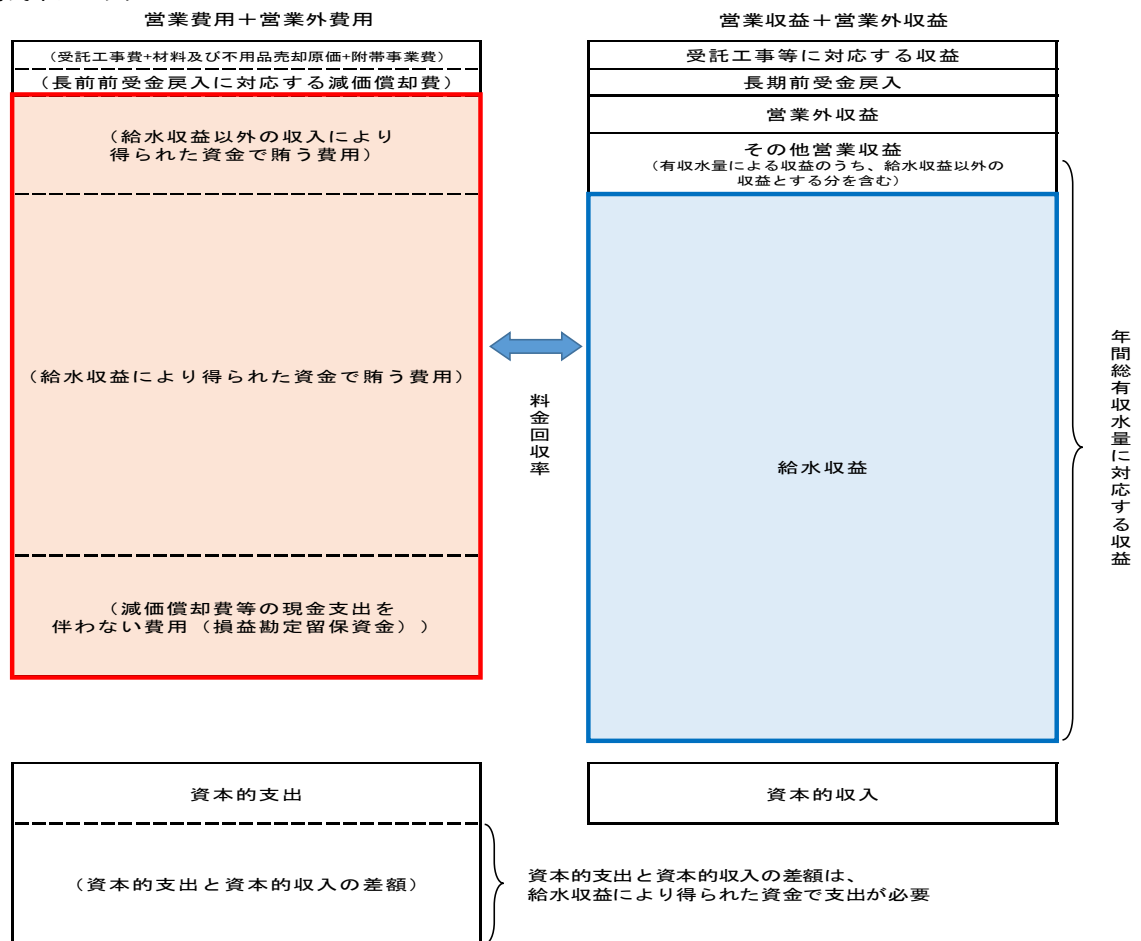 営業費用＋営業外費用
営業収益＋営業外収益
（受託工事費+材料及び不用品売却原価+附帯事業費）
（長前前受金戻入に対応する減価償却費）
（給水収益以外の収入により
得られた資金で賄う費用）
（給水収益により得られた資金で賄う費用）
（減価償却費等の現金支出を
伴わない費用（損益勘定留保資金））
料金回収率
受託工事等に対応する収益
長期前受金戻入
営業外収益
その他営業収益
（有収水量による収益のうち、給水収益以外の
収益とする分を含む）
給水収益
年間総有収水量に対応する収益
資本的支出
（資本的支出と資本的収入の差額）
資本的収入
資本的支出と資本的収入の差額は、
給水収益により得られた資金で支出が必要